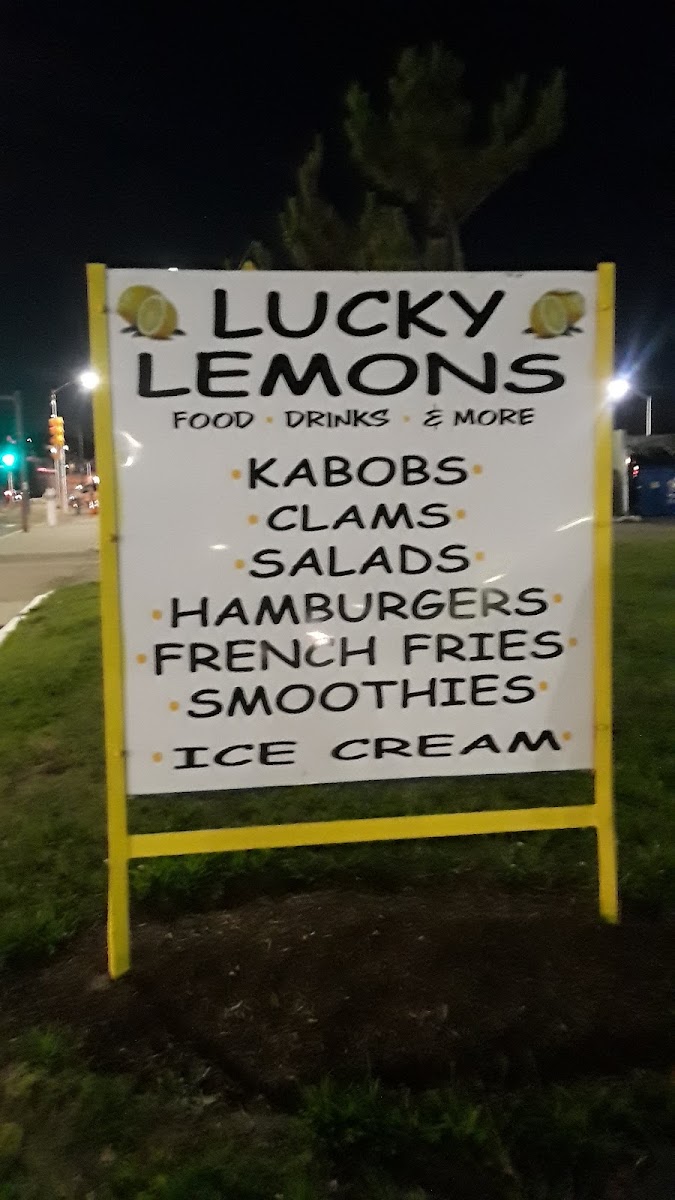 LUCKY
LEMONS
FOOD • DRINKS • & MORE
•KABOBS•
•CLAMS•
•SALADS•
•HAMBURGERS•
•FRENCH FRIES•
•SMOOTHIES•
•ICE CREAM•